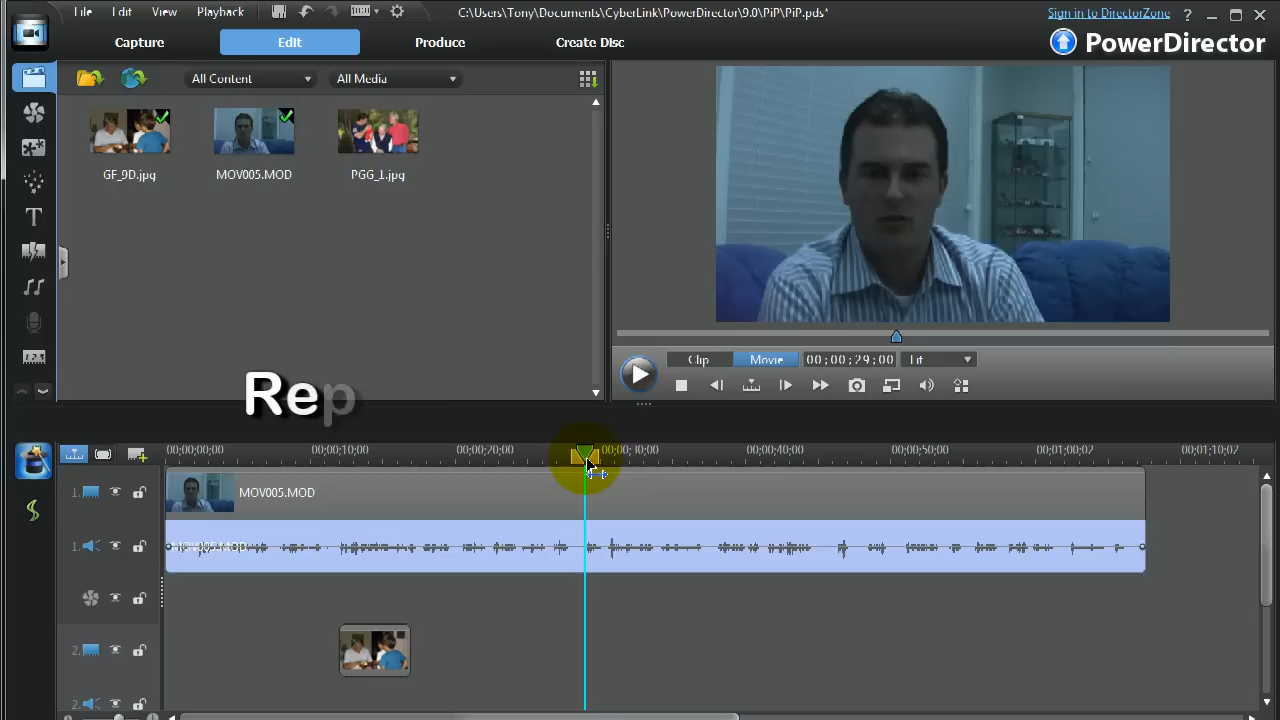 File Edit View Playback C:\Users\Tony\Documents\CyberLink\PowerDirector\9.0\PiP\PiP.pds* Sign in to DirectorZone ?
Capture Edit Produce Create Disc PowerDirector
All Content All Media
GF_9D.jpg MOV005.MOD PGG_1.jpg
Clip Movie 00;00;29;00 Fit
Rep
00;00;00;00 00;00;10;00 00;00;20;00 00;00;30;00 00;00;40;00 00;00;50;00 00;01;00;02 00;01;10;02
1. MOV005.MOD
1. MOV005.MOD
2.
2.